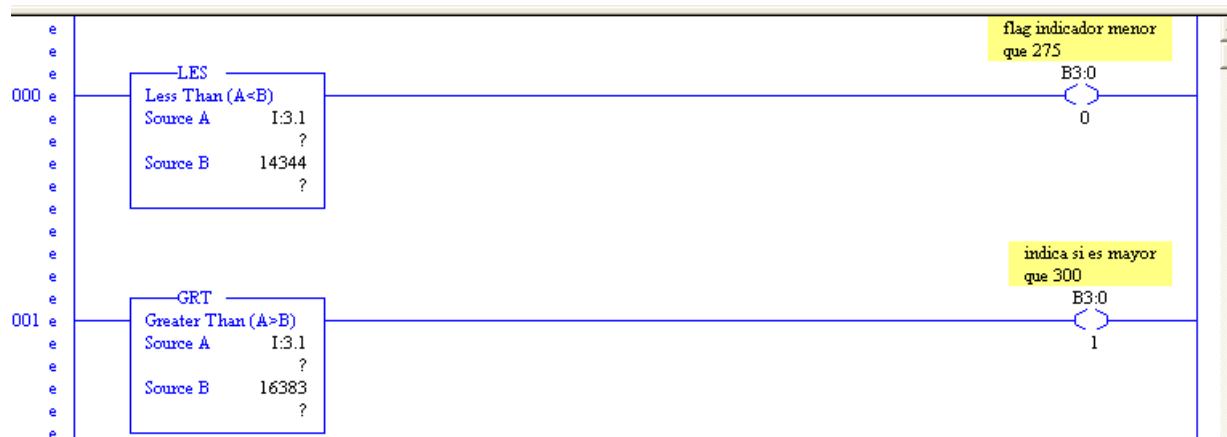 flag indicador menor
que 275
e
e
e
LES
B3:0
000 e
Less Than (A<B)
e
Source A I:3.1
0
e
?
e
Source B 14344
e
?
e
e
e
indica si es mayor
que 300
e
e
GRT
B3:0
001 e
Greater Than (A>B)
e
Source A I:3.1
1
e
?
e
Source B 16383
e
?
e